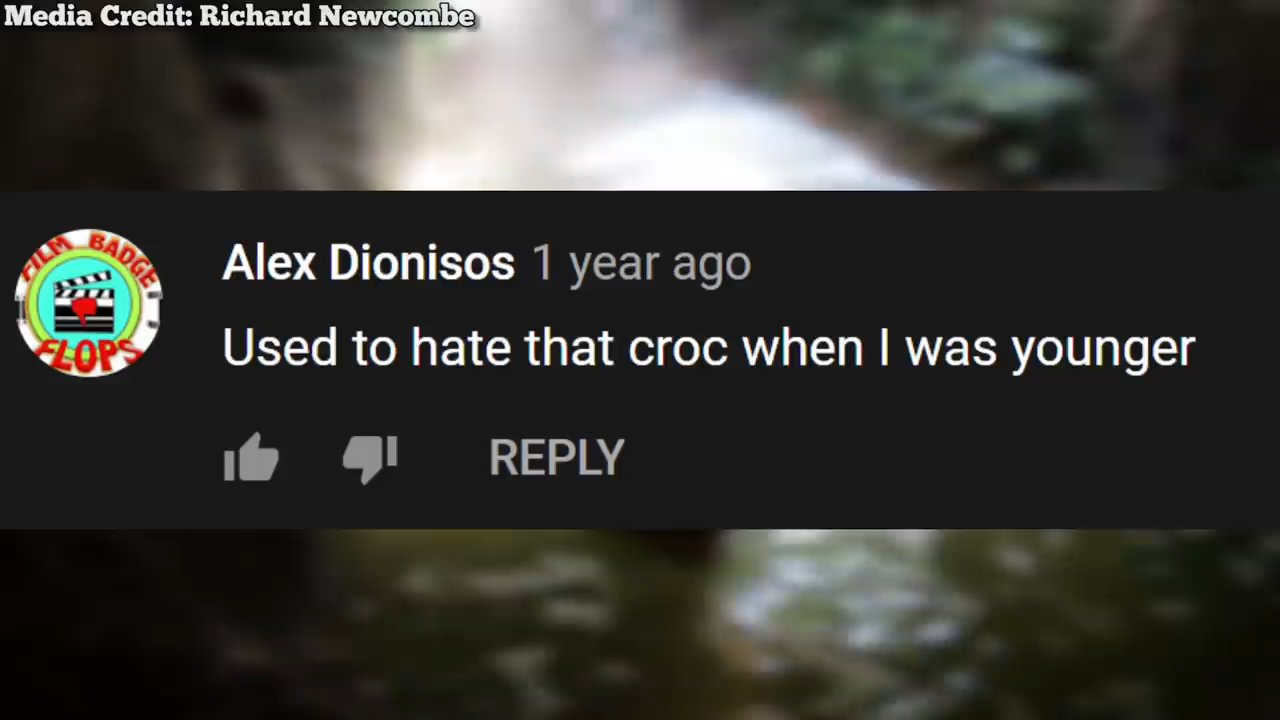 Media Credit: Richard Newcombe
FILM BADGE
FLOPS
Alex Dionisos 1 year ago
Used to hate that croc when I was younger
REPLY